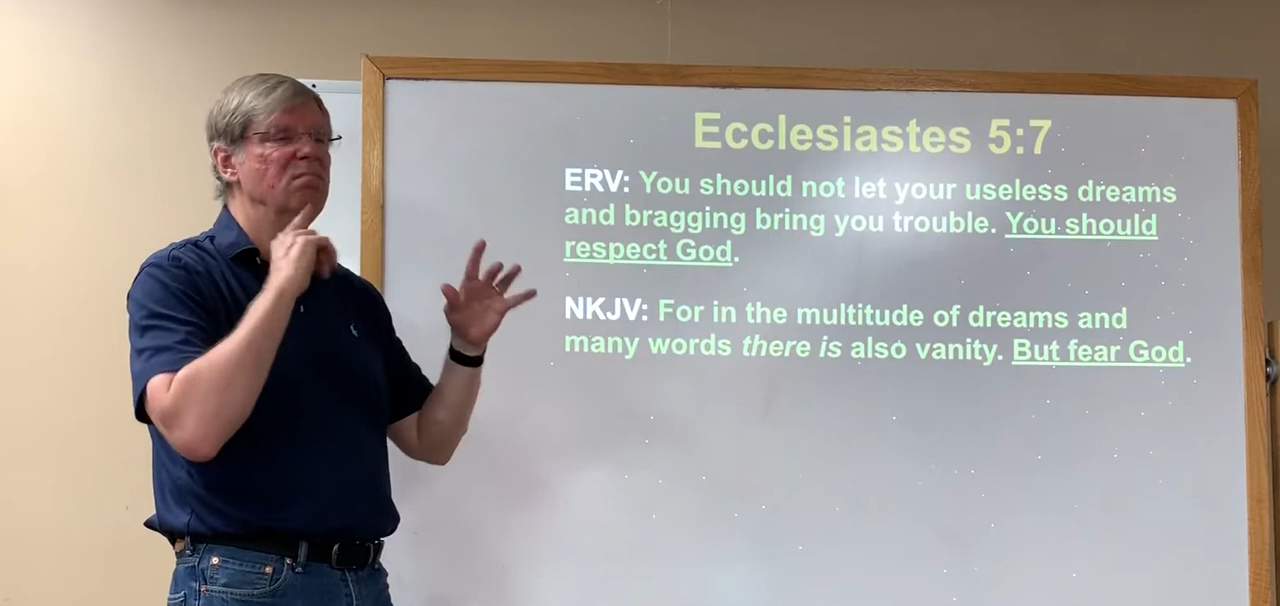 Ecclesiastes 5:7
ERV: You should not let your useless dreams
and bragging bring you trouble. You should
respect God.
NKJV: For in the multitude of dreams and
many words there is also vanity. But fear God.